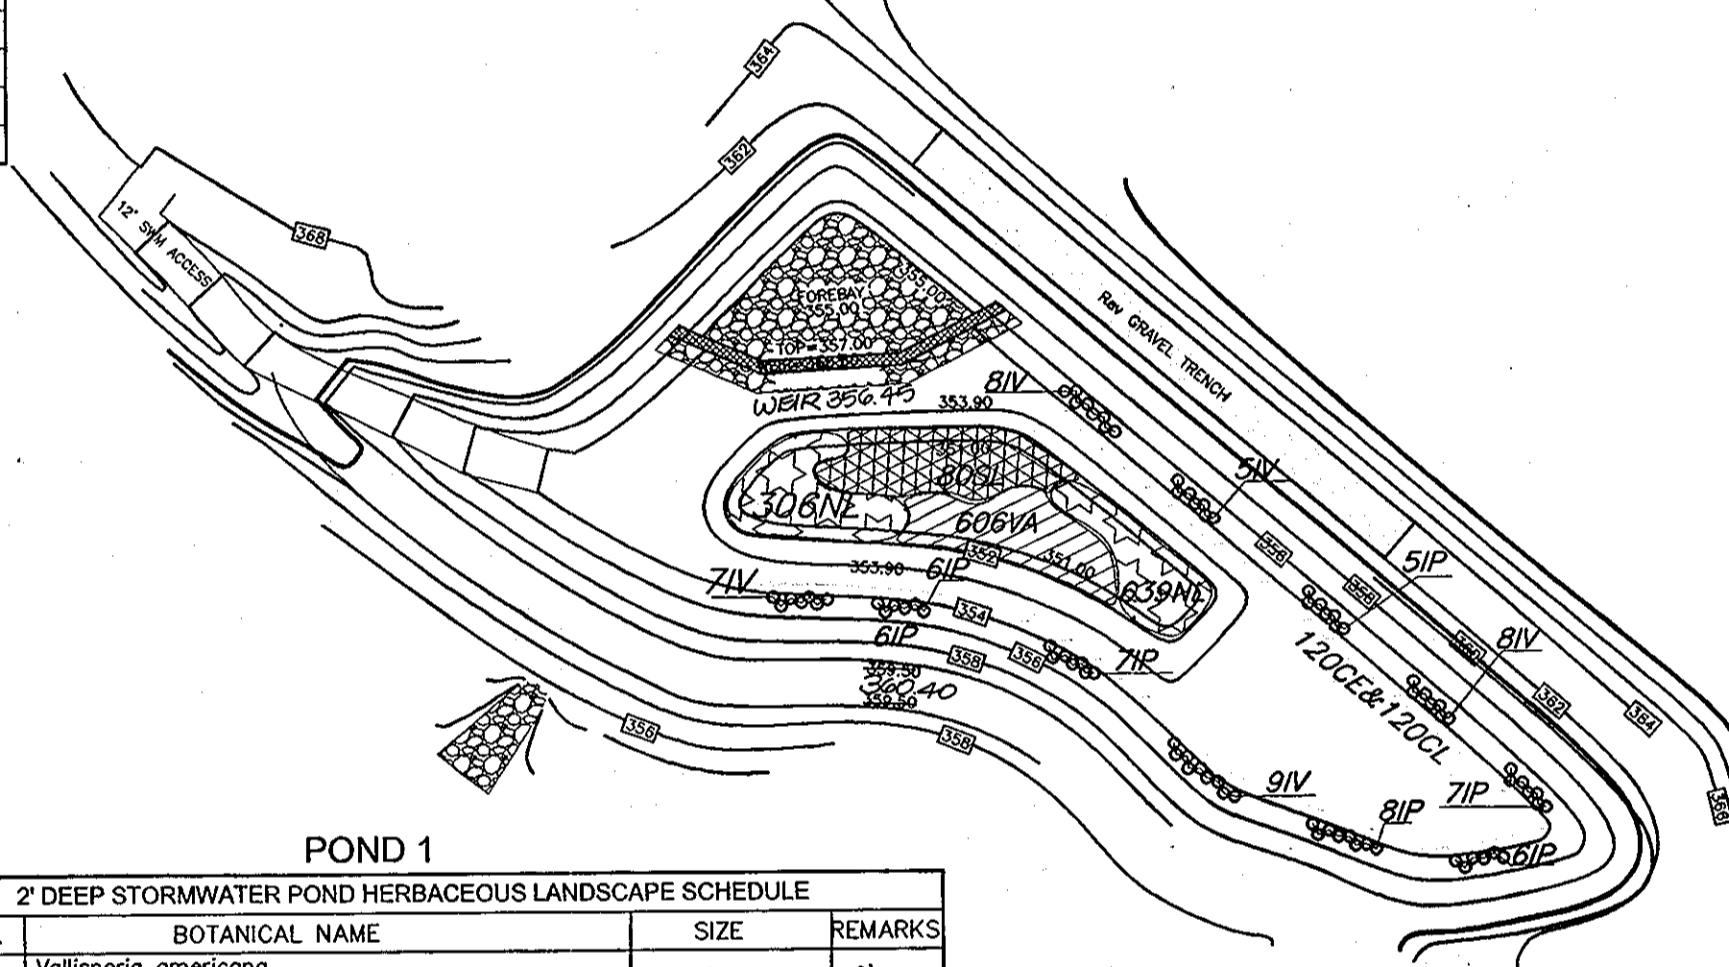 364
362
368
12' SWM ACCESS
FOREBAY
355.00
355.00
TOP=357.00
WEIR 356.45
353.90
Rev GRAVEL TRENCH
8IV
5IV
805L
306NL
606VA
352
351.00
639NL
353.90
7IV
6IP
354
6IP
358
356
7IP
359.50
360.40
359.50
356
358
356
358
5IP
360
8IV
362
364
366
120CE&120CL
9IV
8IP
7IP
6IP
POND 1
2' DEEP STORMWATER POND HERBACEOUS LANDSCAPE SCHEDULE
BOTANICAL NAME
SIZE
REMARKS
Vallisneria americana